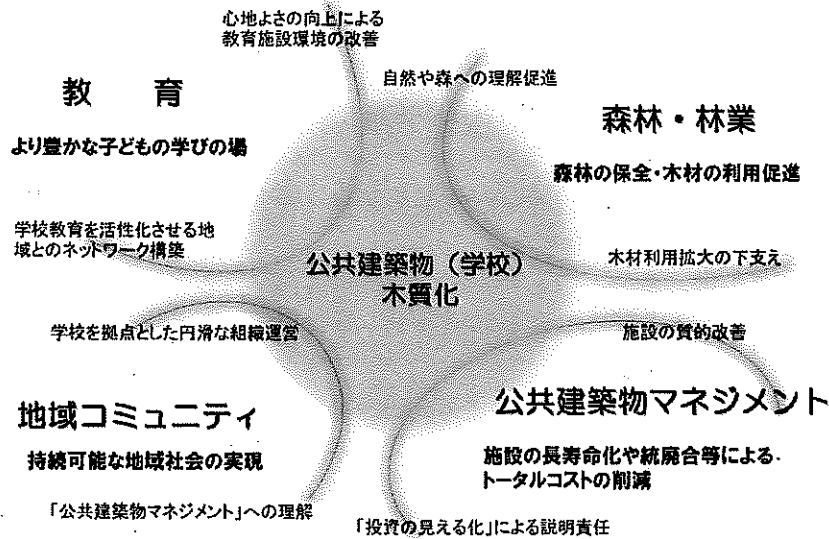 心地よさの向上による
教育施設環境の改善
自然や森への理解促進
教　育
より豊かな子どもの学びの場
森林・林業
森林の保全・木材の利用促進
学校教育を活性化させる地
域とのネットワーク構築
公共建築物（学校）
木質化
木材利用拡大の下支え
学校を拠点とした円滑な組織運営
施設の質的改善
地域コミュニティ
持続可能な地域社会の実現
公共建築物マネジメント
施設の長寿命化や統廃合等による
トータルコストの削減
「公共建築物マネジメント」への理解
「投資の見える化」による説明責任